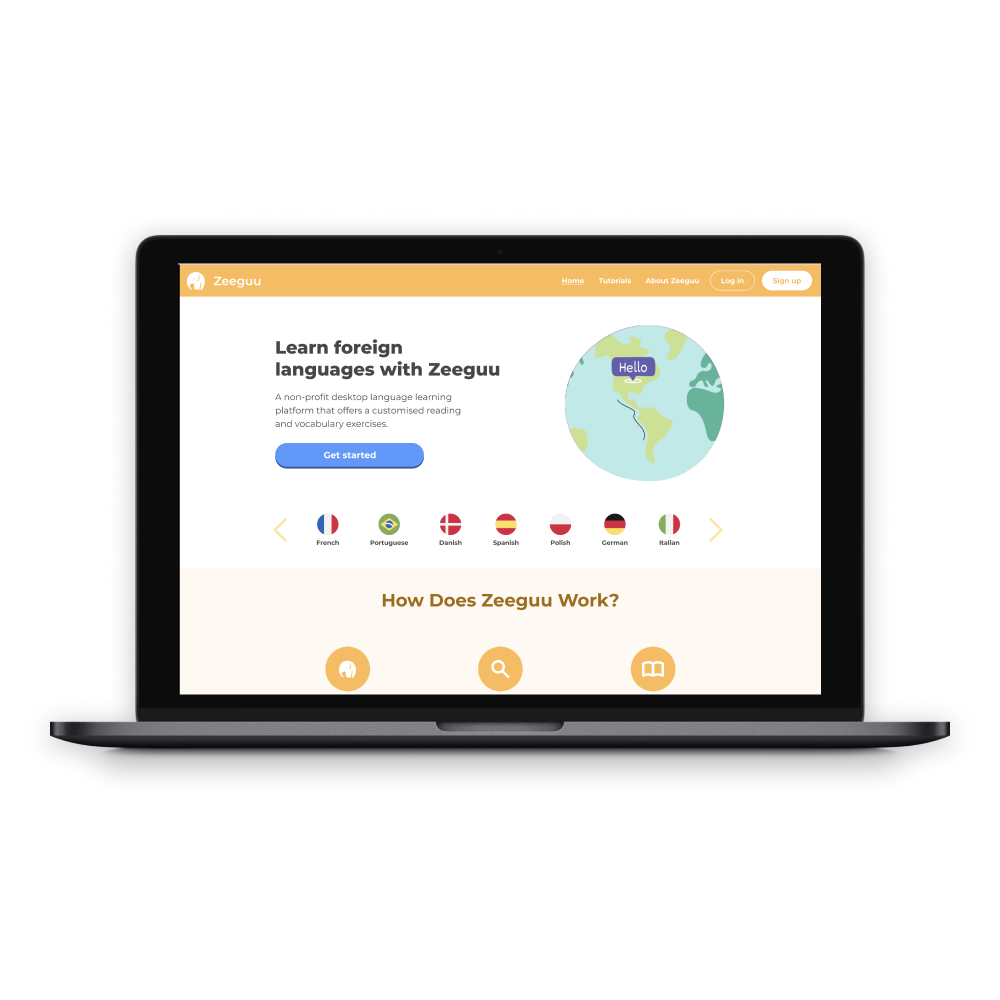 Zeeguu
Home Tutorials About Zeeguu Log in Sign up
Learn foreign
languages with Zeeguu
A non-profit desktop language learning
platform that offers a customised reading
and vocabulary exercises.
Get started
Hello
French Portuguese Danish Spanish Polish German Italian
How Does Zeeguu Work?